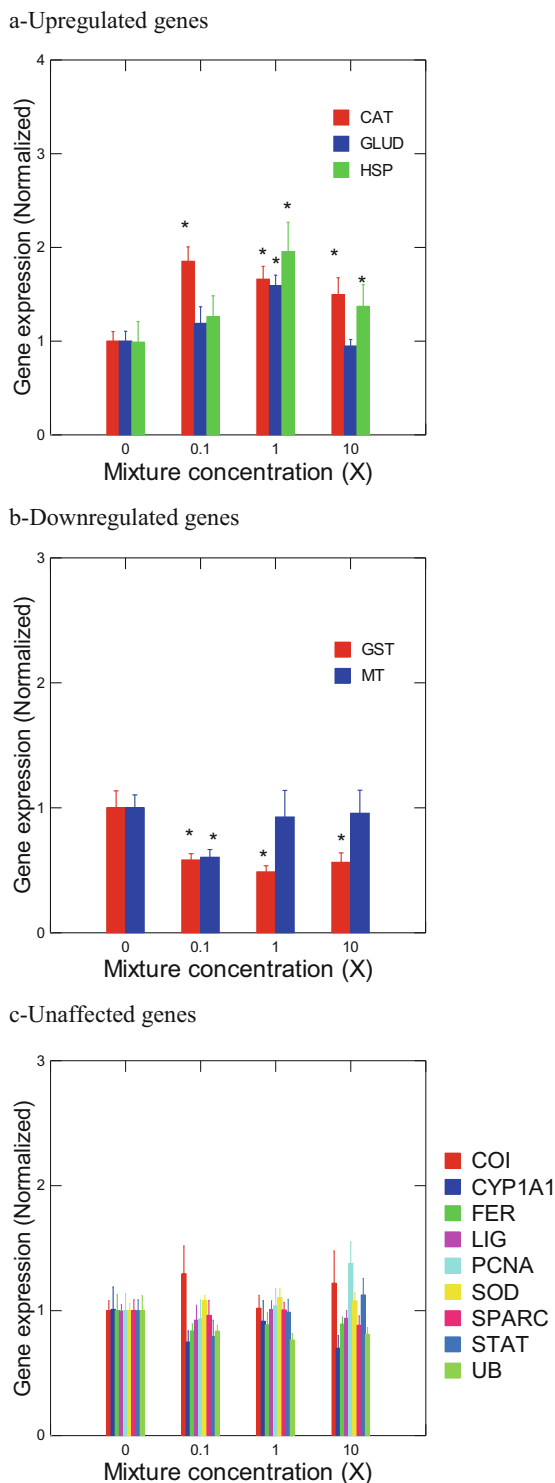 a-Upregulated genes
4
3
2
1
0
Gene expression (Normalized)
CAT
GLUD
HSP
*
*
*
*
*
*
0
0.1
1
10
Mixture concentration (X)
b-Downregulated genes
3
2
1
0
Gene expression (Normalized)
GST
MT
*
*
*
*
0
0.1
1
10
Mixture concentration (X)
c-Unaffected genes
3
2
1
0
Gene expression (Normalized)
COI
CYP1A1
FER
LIG
PCNA
SOD
SPARC
STAT
UB
0
0.1
1
10
Mixture concentration (X)